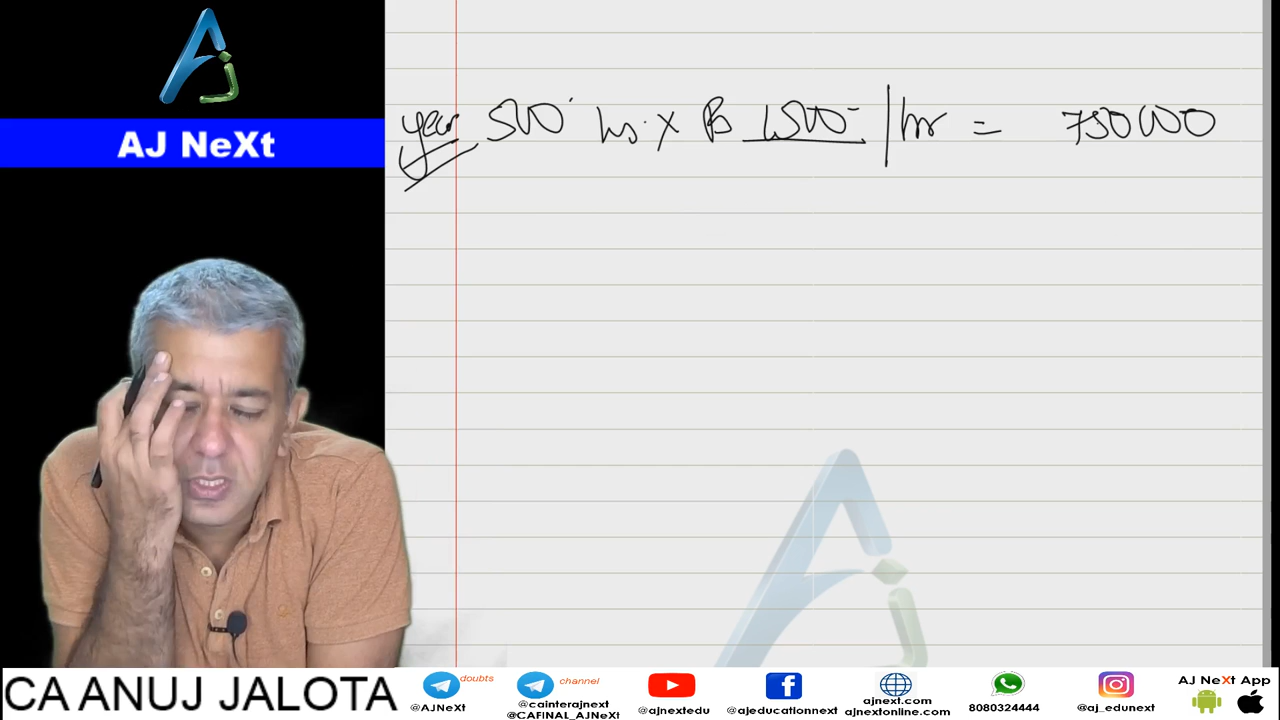 AJ NeXt
year 500 hs. X Rs 1500 / hr = 750000
CA ANUJ JALOTA
doubts
@AJNeXt
channel
@cainterajnext
@CAFINAL_AJNeXt
@ajnextedu
@ajeducationnext
ajnext.com
ajnextonline.com
8080324444
@aj_edunext
AJ NeXt App